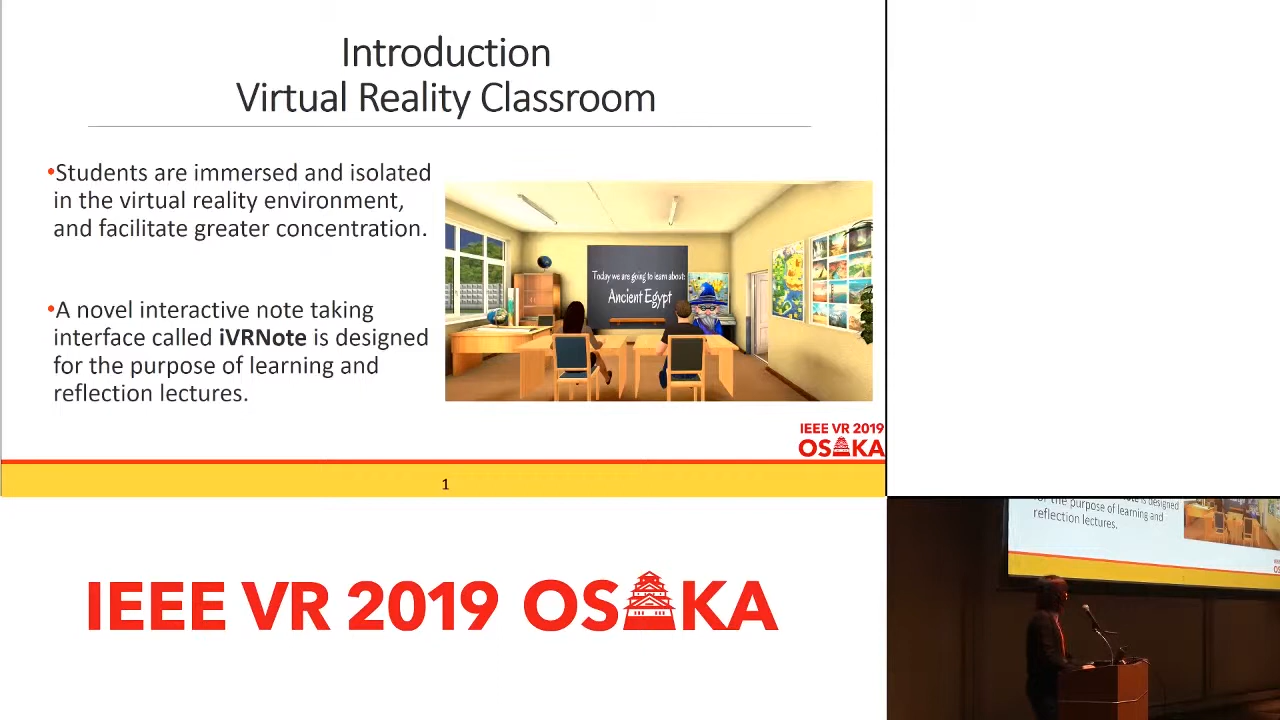 Introduction
Virtual Reality Classroom
•Students are immersed and isolated
in the virtual reality environment,
and facilitate greater concentration.
•A novel interactive note taking
interface called iVRNote is designed
for the purpose of learning and
reflection lectures.
Today we are going to learn about:
Ancient Egypt
IEEE VR 2019
OSAKA
1
IEEE VR 2019 OSAKA
for the purpose of learning and
reflection lectures.